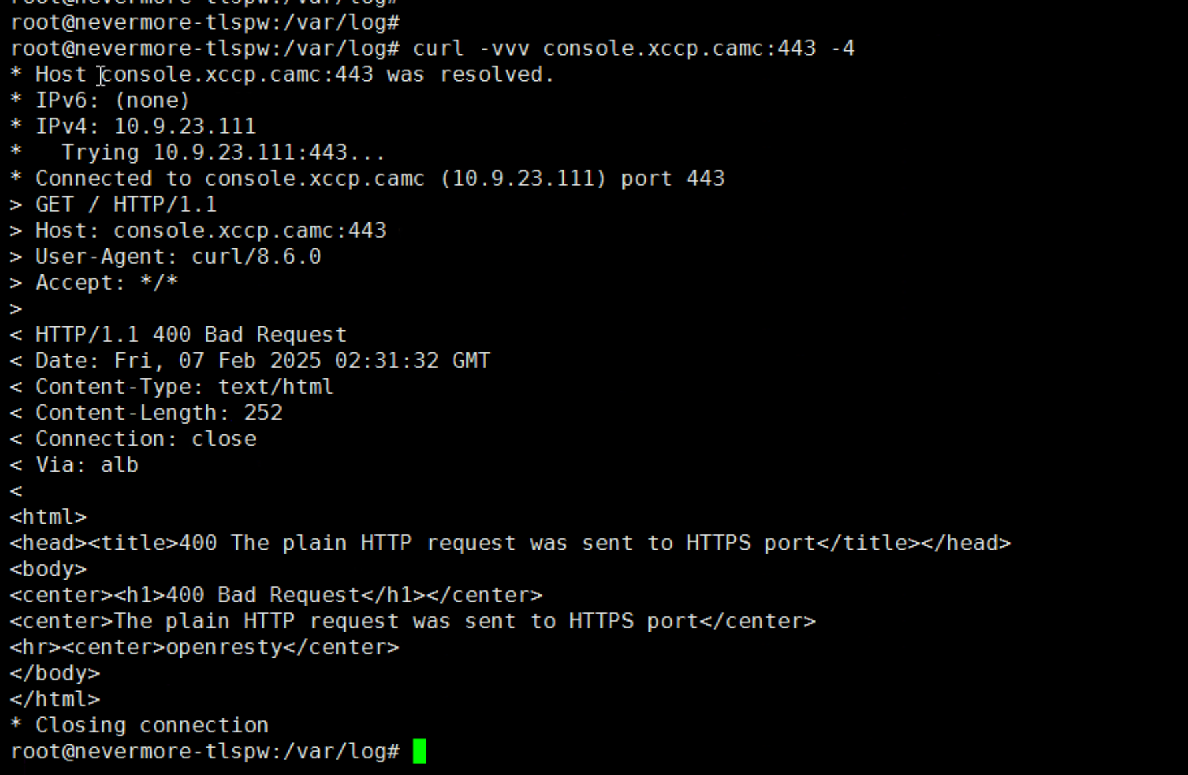 root@nevermore-tlspw:/var/log#
root@nevermore-tlspw:/var/log# curl -vvv console.xccp.camc:443 -4
* Host console.xccp.camc:443 was resolved.
* IPv6: (none)
* IPv4: 10.9.23.111
*   Trying 10.9.23.111:443...
* Connected to console.xccp.camc (10.9.23.111) port 443
> GET / HTTP/1.1
> Host: console.xccp.camc:443
> User-Agent: curl/8.6.0
> Accept: */*
>
< HTTP/1.1 400 Bad Request
< Date: Fri, 07 Feb 2025 02:31:32 GMT
< Content-Type: text/html
< Content-Length: 252
< Connection: close
< Via: alb
<
<html>
<head><title>400 The plain HTTP request was sent to HTTPS port</title></head>
<body>
<center><h1>400 Bad Request</h1></center>
<center>The plain HTTP request was sent to HTTPS port</center>
<hr><center>openresty</center>
</body>
</html>
* Closing connection
root@nevermore-tlspw:/var/log#